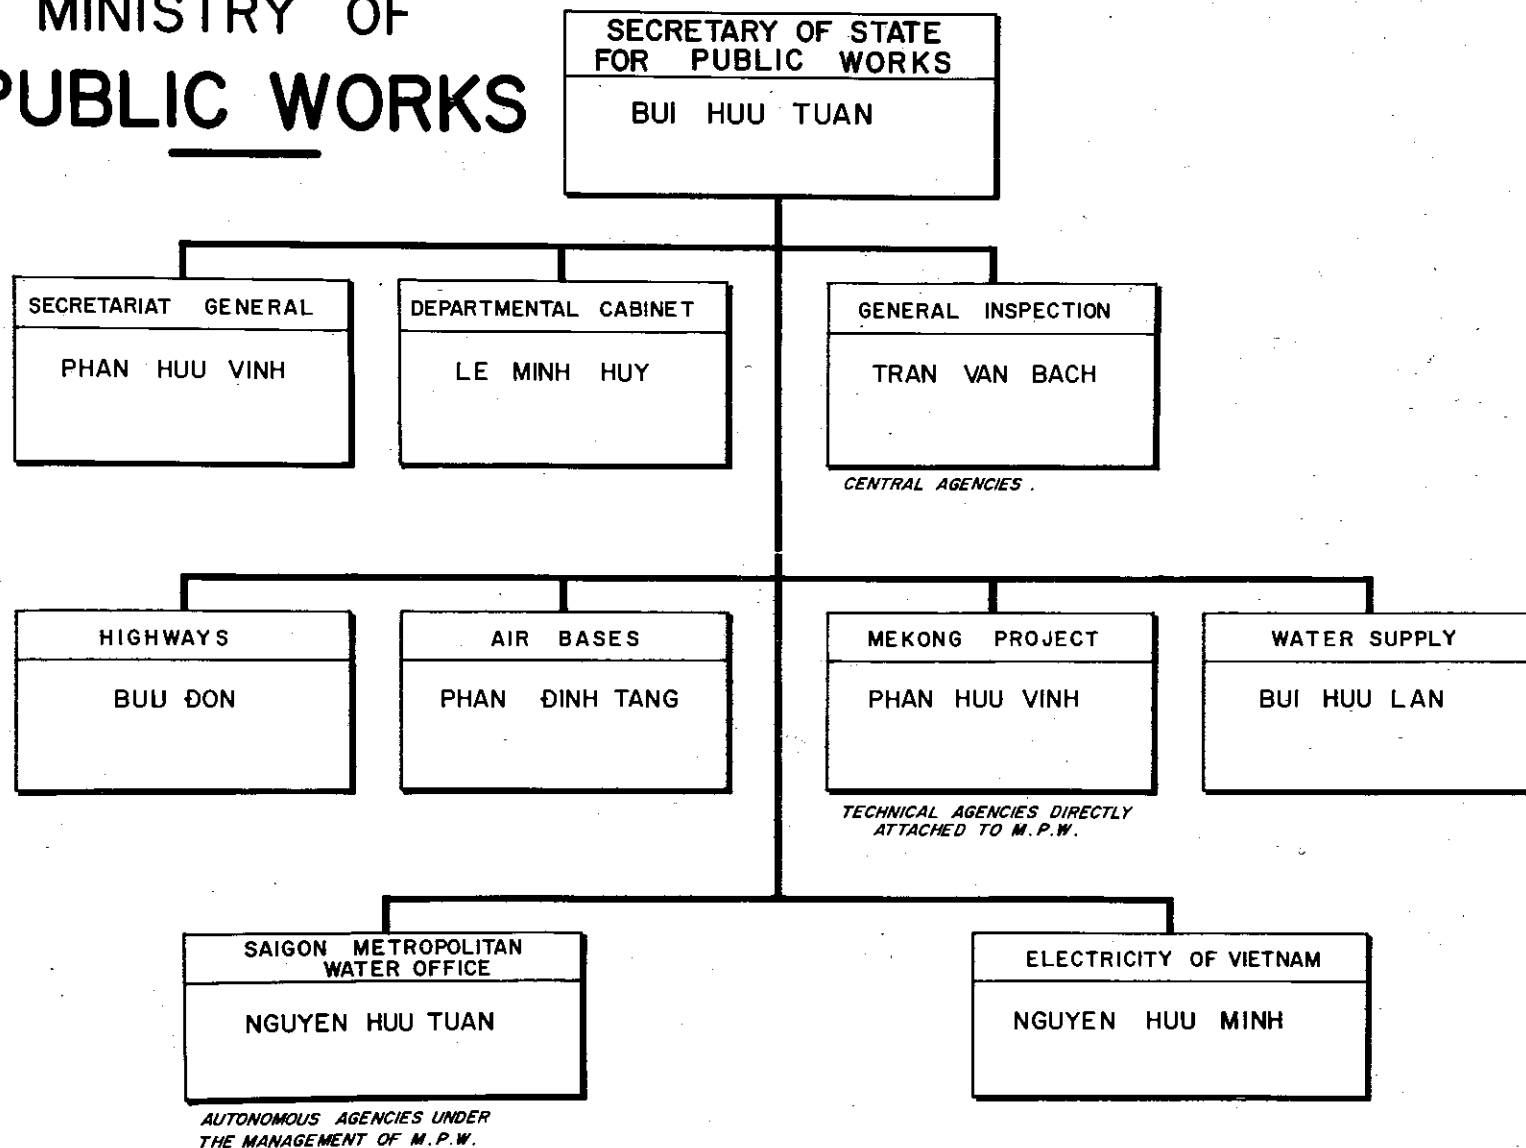 MINISTRY OF
PUBLIC WORKS
SECRETARY OF STATE
FOR PUBLIC WORKS
BUI HUU TUAN
SECRETARIAT GENERAL
PHAN HUU VINH
DEPARTMENTAL CABINET
LE MINH HUY
GENERAL INSPECTION
TRAN VAN BACH
CENTRAL AGENCIES .
HIGHWAYS
BUU ĐON
AIR BASES
PHAN ĐINH TANG
MEKONG PROJECT
PHAN HUU VINH
WATER SUPPLY
BUI HUU LAN
TECHNICAL AGENCIES DIRECTLY
ATTACHED TO M.P.W.
SAIGON METROPOLITAN
WATER OFFICE
NGUYEN HUU TUAN
ELECTRICITY OF VIETNAM
NGUYEN HUU MINH
AUTONOMOUS AGENCIES UNDER
THE MANAGEMENT OF M.P.W.